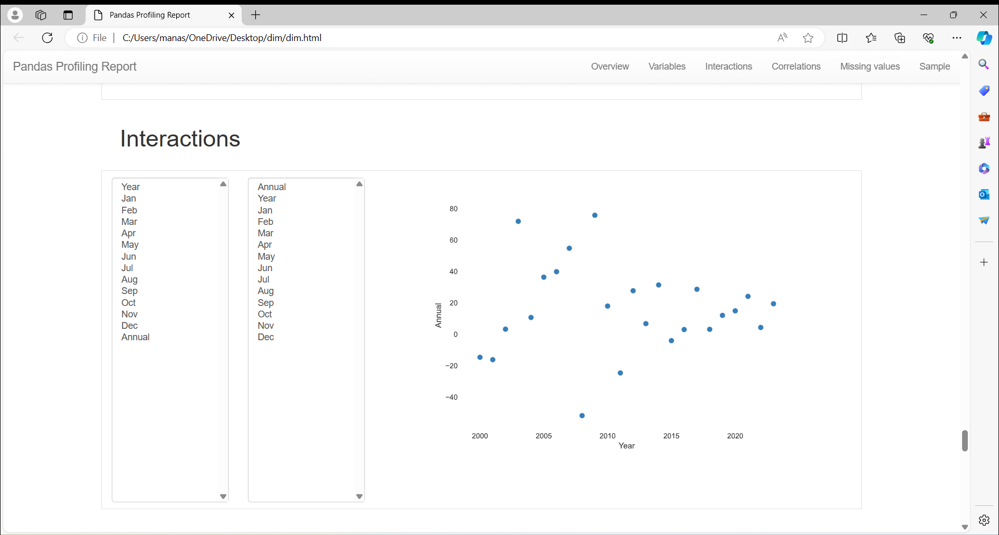 Pandas Profiling Report
File | C:/Users/manas/OneDrive/Desktop/dim/dim.html
Pandas Profiling Report
Overview Variables Interactions Correlations Missing values Sample
Interactions
Year
Jan
Feb
Mar
Apr
May
Jun
Jul
Aug
Sep
Oct
Nov
Dec
Annual
Annual
Year
Jan
Feb
Mar
Apr
May
Jun
Jul
Aug
Sep
Oct
Nov
Dec
80
60
40
20
0
−20
−40
Annual
2000 2005 2010 2015 2020
Year